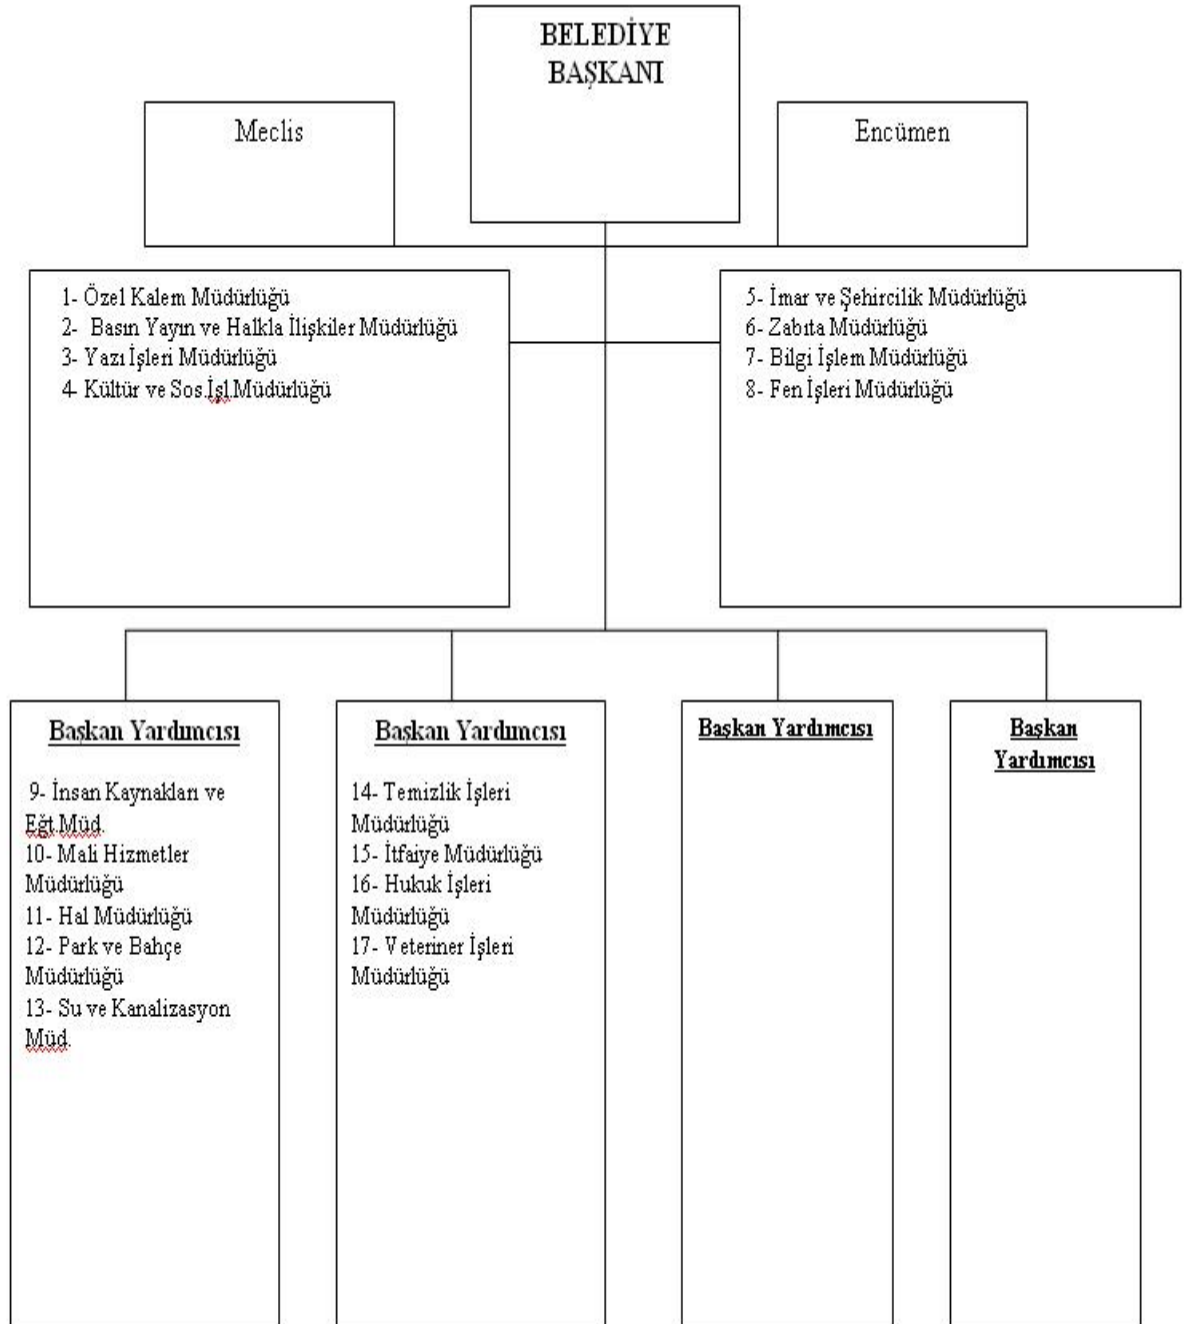 BELEDİYE
BAŞKANI
Meclis
Encümen
1- Özel Kalem Müdürlüğü
2- Basın Yayın ve Halkla İlişkiler Müdürlüğü
3- Yazı İşleri Müdürlüğü
4- Kültür ve Sos.İşl.Müdürlüğü
5- İmar ve Şehircilik Müdürlüğü
6- Zabıta Müdürlüğü
7- Bilgi İşlem Müdürlüğü
8- Fen İşleri Müdürlüğü
Başkan Yardımcısı
9- İnsan Kaynakları ve
Eğt.Müd.
10- Mali Hizmetler
Müdürlüğü
11- Hal Müdürlüğü
12- Park ve Bahçe
Müdürlüğü
13- Su ve Kanalizasyon
Müd.
Başkan Yardımcısı
14- Temizlik İşleri
Müdürlüğü
15- İtfaiye Müdürlüğü
16- Hukuk İşleri
Müdürlüğü
17- Veteriner İşleri
Müdürlüğü
Başkan Yardımcısı
Başkan
Yardımcısı